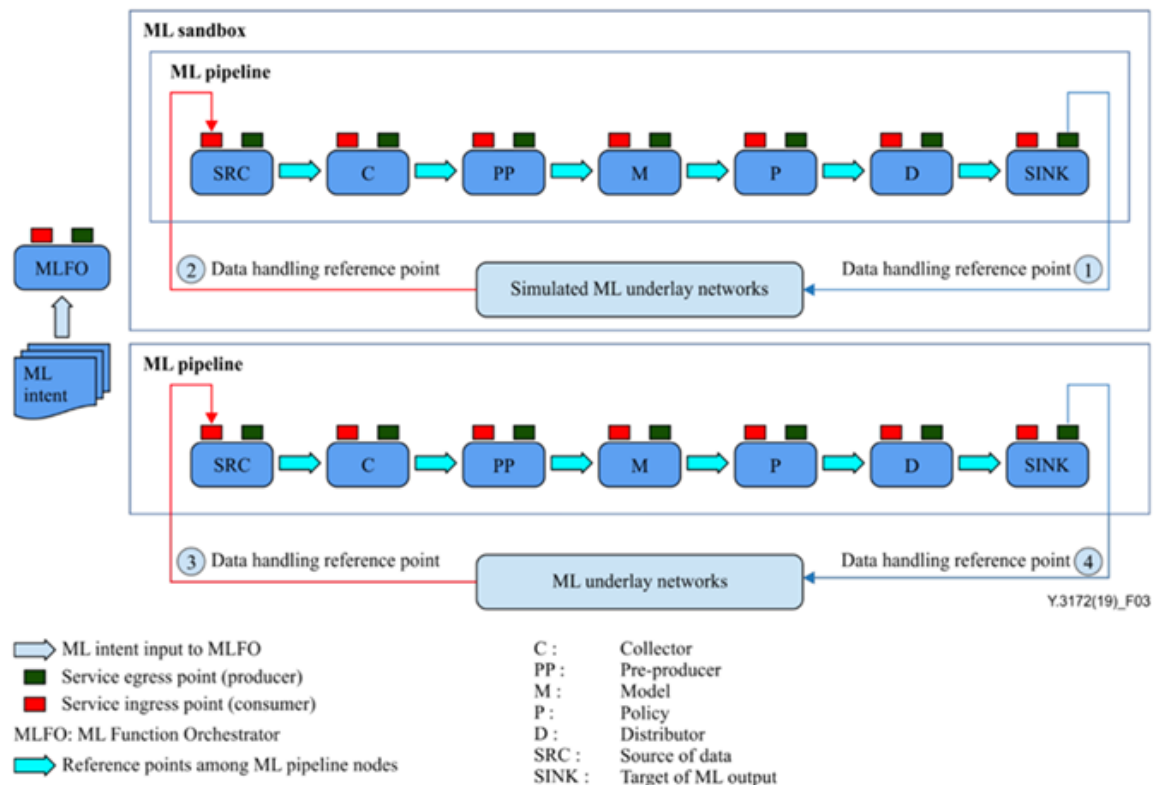 ML sandbox
ML pipeline
SRC
C
PP
M
P
D
SINK
MLFO
2 Data handling reference point
Data handling reference point 1
Simulated ML underlay networks
ML
intent
ML pipeline
SRC
C
PP
M
P
D
SINK
3 Data handling reference point
Data handling reference point 4
ML underlay networks
Y.3172(19)_F03
ML intent input to MLFO
Service egress point (producer)
Service ingress point (consumer)
MLFO: ML Function Orchestrator
Reference points among ML pipeline nodes
C : Collector
PP : Pre-producer
M : Model
P : Policy
D : Distributor
SRC : Source of data
SINK : Target of ML output